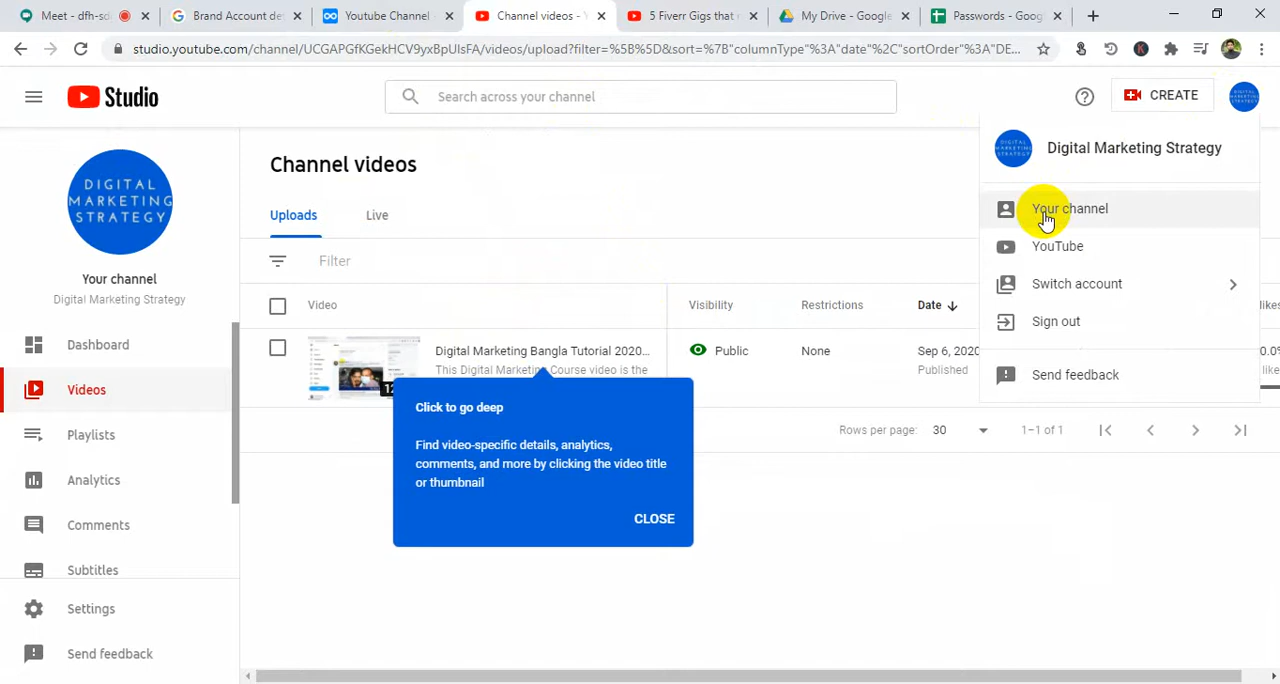 Meet - dfh-sd
Brand Account de
Youtube Channel
Channel videos - Y
5 Fiverr Gigs that r
My Drive - Google
Passwords - Goog
studio.youtube.com/channel/UCGAPGfKGekHCV9yxBpUIsFA/videos/upload?filter=%5B%5D&sort=%7B"columnType"%3A"date"%2C"sortOrder"%3A"DE...
K
Studio
Search across your channel
CREATE
DIGITAL
MARKETING
STRATEGY
Your channel
Digital Marketing Strategy
Dashboard
Videos
Playlists
Analytics
Comments
Subtitles
Settings
Send feedback
Channel videos
Uploads
Live
Filter
Video
Visibility
Restrictions
Date
likes
Digital Marketing Bangla Tutorial 2020...
This Digital Marketing Course video is the
Public
None
Sep 6, 2020
Published
0.0%
like
12
Click to go deep
Find video-specific details, analytics,
comments, and more by clicking the video title
or thumbnail
CLOSE
Rows per page: 30
1–1 of 1
Digital Marketing Strategy
Your channel
YouTube
Switch account
Sign out
Send feedback